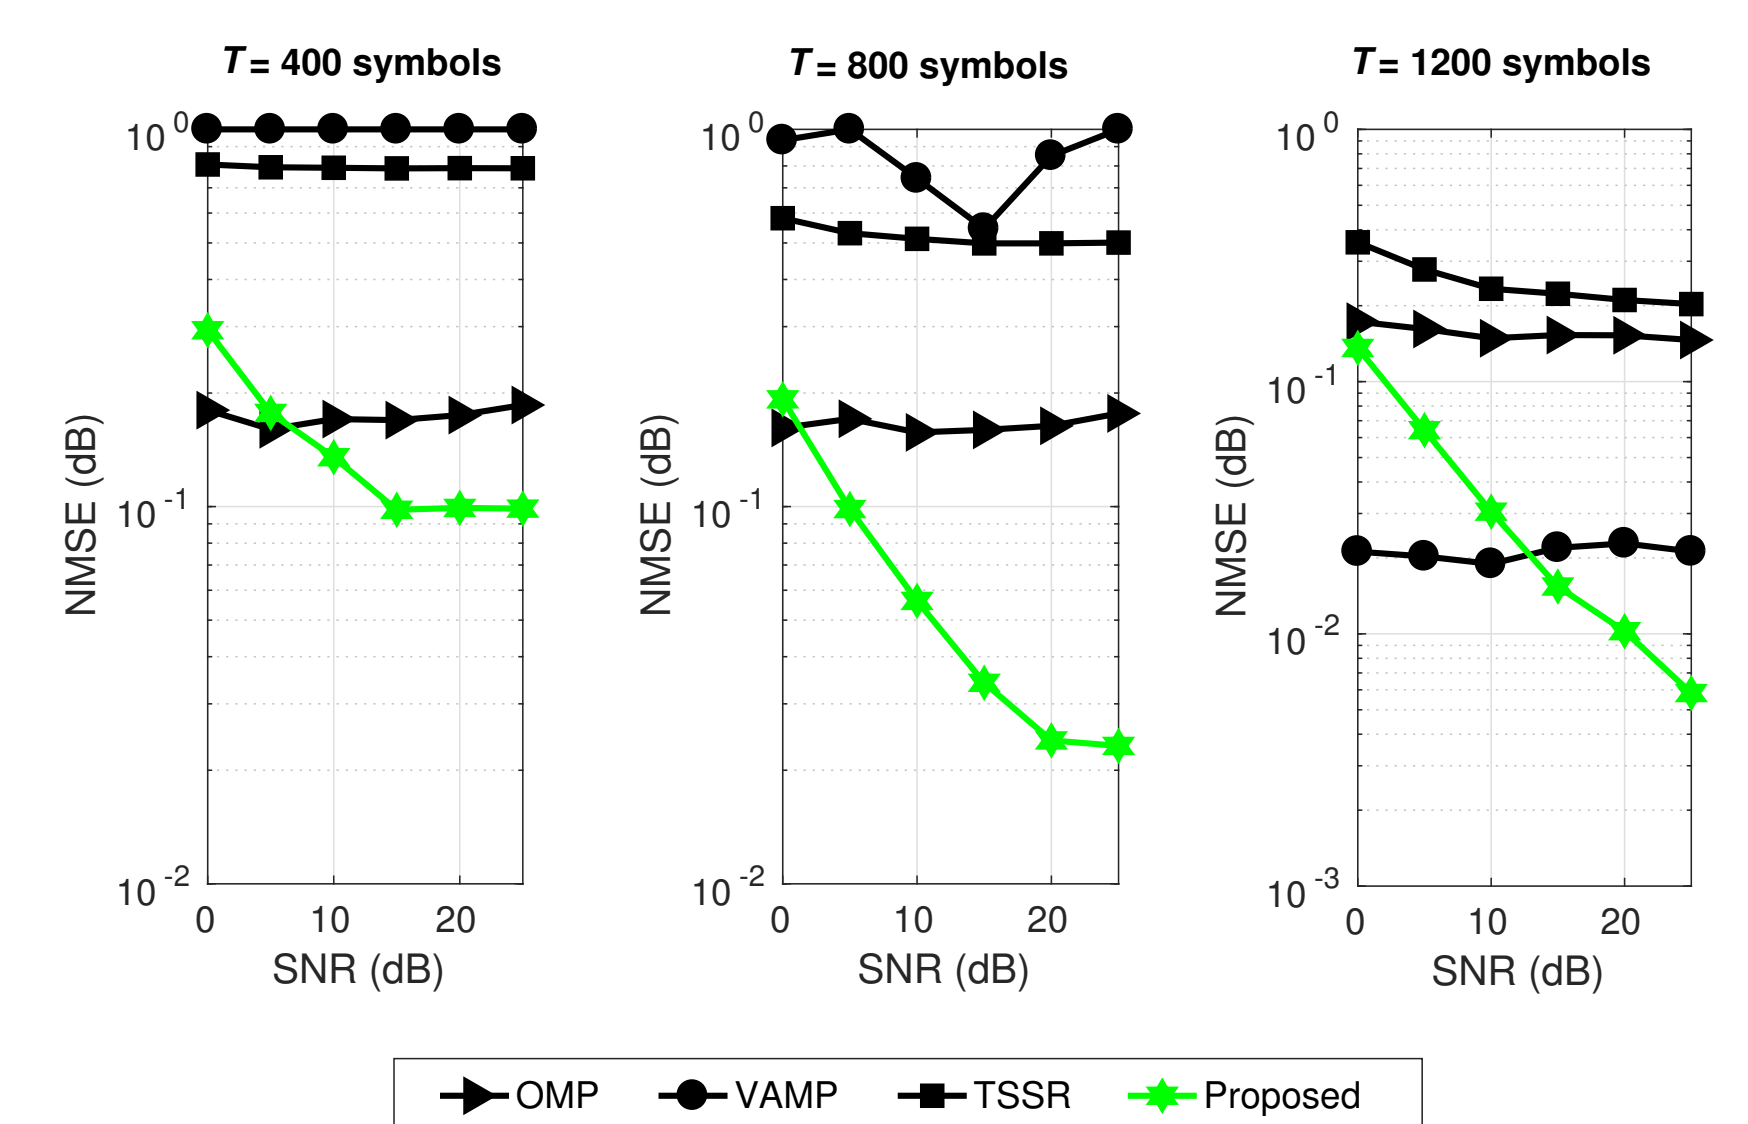 T = 400 symbols
10^0
10^-1
10^-2
0 10 20
SNR (dB)
NMSE (dB)
T = 800 symbols
10^0
10^-1
10^-2
0 10 20
SNR (dB)
NMSE (dB)
T = 1200 symbols
10^0
10^-1
10^-2
10^-3
0 10 20
SNR (dB)
NMSE (dB)
OMP VAMP TSSR Proposed